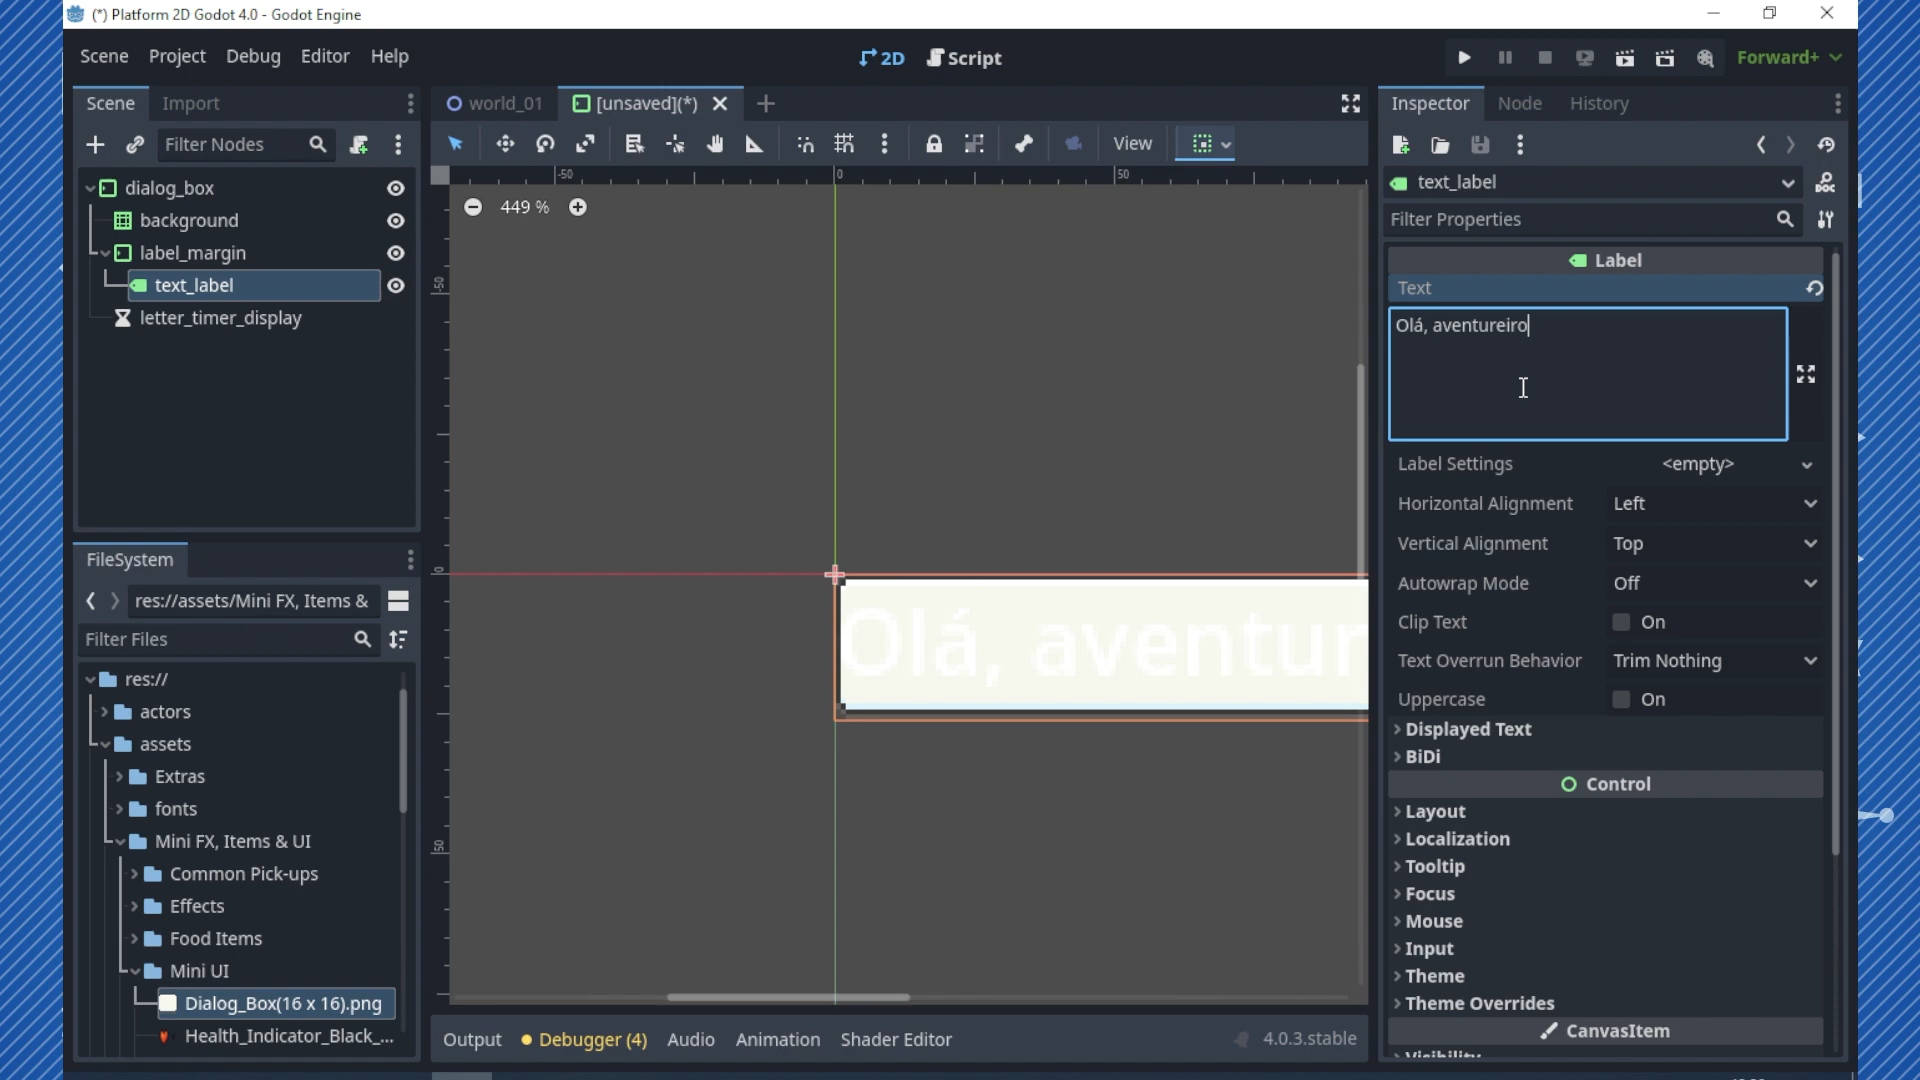 (*) Platform 2D Godot 4.0 - Godot Engine
Scene Project Debug Editor Help
2D Script
Forward+
Scene Import
world_01 [unsaved](*)
Inspector Node History
Filter Nodes
View
dialog_box
background
label_margin
text_label
letter_timer_display
-50 0 50
449 %
-50
0
50
text_label
DOC
Filter Properties
Label
Text
Olá, aventureiro
Label Settings <empty>
Horizontal Alignment Left
Vertical Alignment Top
Autowrap Mode Off
Clip Text On
Text Overrun Behavior Trim Nothing
Uppercase On
Displayed Text
BiDi
Control
Layout
Localization
Tooltip
Focus
Mouse
Input
Theme
Theme Overrides
CanvasItem
Visibility
Olá, aventur
FileSystem
res://assets/Mini FX, Items &
Filter Files
res://
actors
assets
Extras
fonts
Mini FX, Items & UI
Common Pick-ups
Effects
Food Items
Mini UI
Dialog_Box(16 x 16).png
Health_Indicator_Black_...
Output Debugger (4) Audio Animation Shader Editor
4.0.3.stable